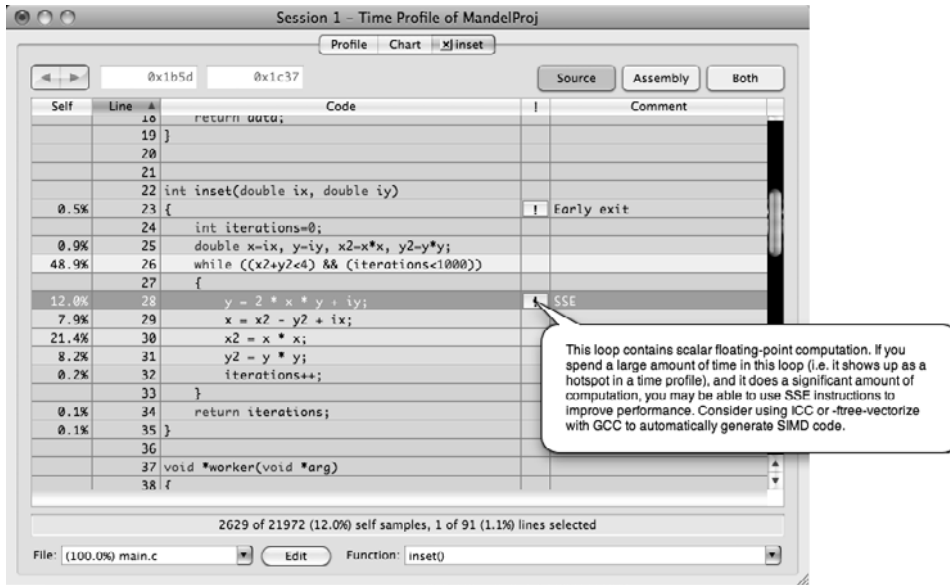 Session 1 – Time Profile of MandelProj
Profile Chart inset
0x1b5d 0x1c37 Source Assembly Both
Self Line Code ! Comment
18 return data;
19 }
20
21
22 int inset(double ix, double iy)
0.5% 23 { ! Early exit
24 int iterations=0;
0.9% 25 double x=ix, y=iy, x2=x*x, y2=y*y;
48.9% 26 while ((x2+y2<4) && (iterations<1000))
27 {
12.0% 28 y = 2 * x * y + iy; ! SSE
7.9% 29 x = x2 - y2 + ix;
21.4% 30 x2 = x * x;
8.2% 31 y2 = y * y;
0.2% 32 iterations++;
33 }
0.1% 34 return iterations;
0.1% 35 }
36
37 void *worker(void *arg)
38 {
This loop contains scalar floating-point computation. If you
spend a large amount of time in this loop (i.e. it shows up as a
hotspot in a time profile), and it does a significant amount of
computation, you may be able to use SSE instructions to
improve performance. Consider using ICC or -ftree-vectorize
with GCC to automatically generate SIMD code.
2629 of 21972 (12.0%) self samples, 1 of 91 (1.1%) lines selected
File: (100.0%) main.c Edit Function: inset()